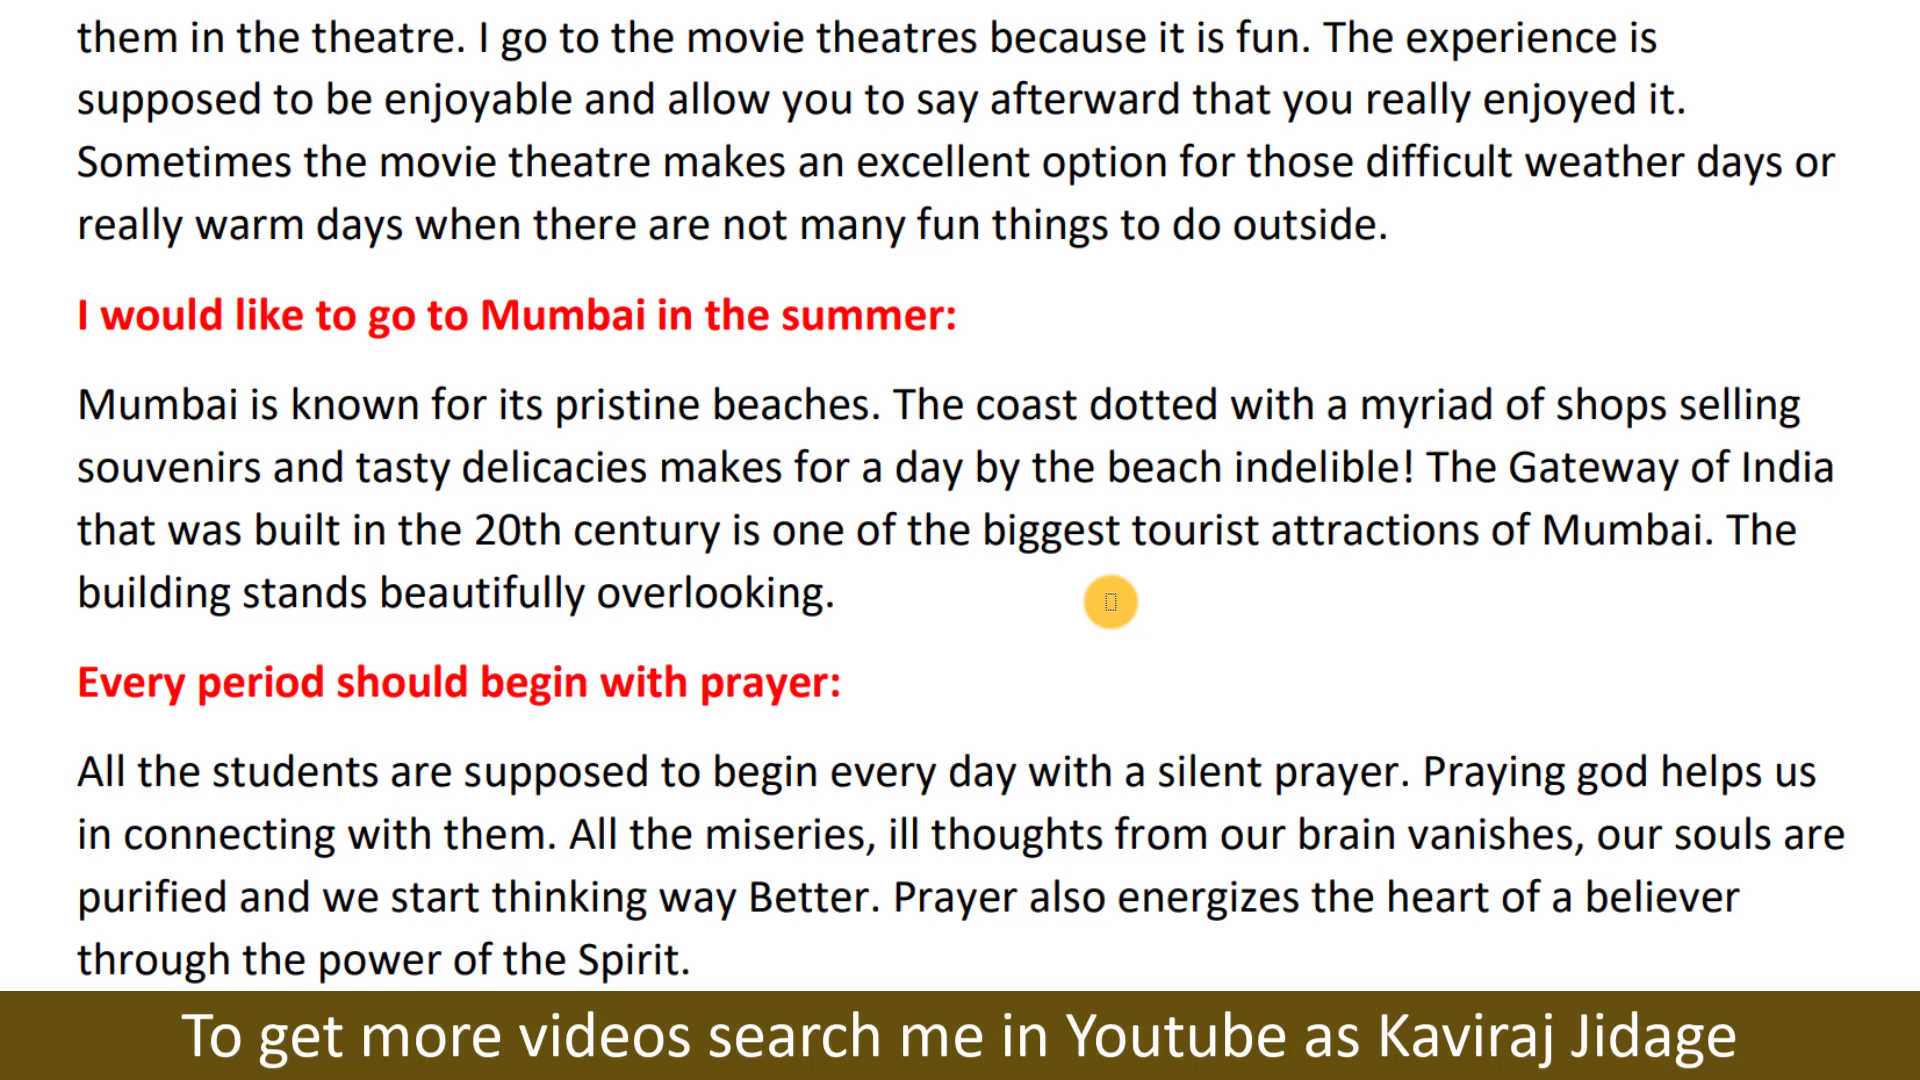 them in the theatre. I go to the movie theatres because it is fun. The experience is
supposed to be enjoyable and allow you to say afterward that you really enjoyed it.
Sometimes the movie theatre makes an excellent option for those difficult weather days or
really warm days when there are not many fun things to do outside.
I would like to go to Mumbai in the summer:
Mumbai is known for its pristine beaches. The coast dotted with a myriad of shops selling
souvenirs and tasty delicacies makes for a day by the beach indelible! The Gateway of India
that was built in the 20th century is one of the biggest tourist attractions of Mumbai. The
building stands beautifully overlooking.
Every period should begin with prayer:
All the students are supposed to begin every day with a silent prayer. Praying god helps us
in connecting with them. All the miseries, ill thoughts from our brain vanishes, our souls are
purified and we start thinking way Better. Prayer also energizes the heart of a believer
through the power of the Spirit.
To get more videos search me in Youtube as Kaviraj Jidage